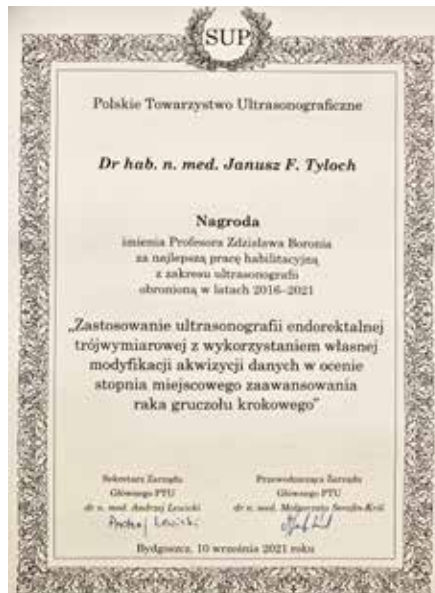 SUP
Polskie Towarzystwo Ultrasonograficzne
Dr hab. n. med. Janusz F. Tyloch
Nagroda
imienia Profesora Zdzisława Boronia
za najlepszą pracę habilitacyjną
z zakresu ultrasonografii
obronioną w latach 2016–2021
„Zastosowanie ultrasonografii endorektalnej
trójwymiarowej z wykorzystaniem własnej
modyfikacji akwizycji danych w ocenie
stopnia miejscowego zaawansowania
raka gruczołu krokowego”
Sekretarz Zarządu
Głównego PTU
dr n. med. Andrzej Lewicki
Andrzej Lewicki
Przewodnicząca Zarządu
Głównego PTU
dr n. med. Małgorzata Serafin-Król
Bydgoszcz, 10 września 2021 roku